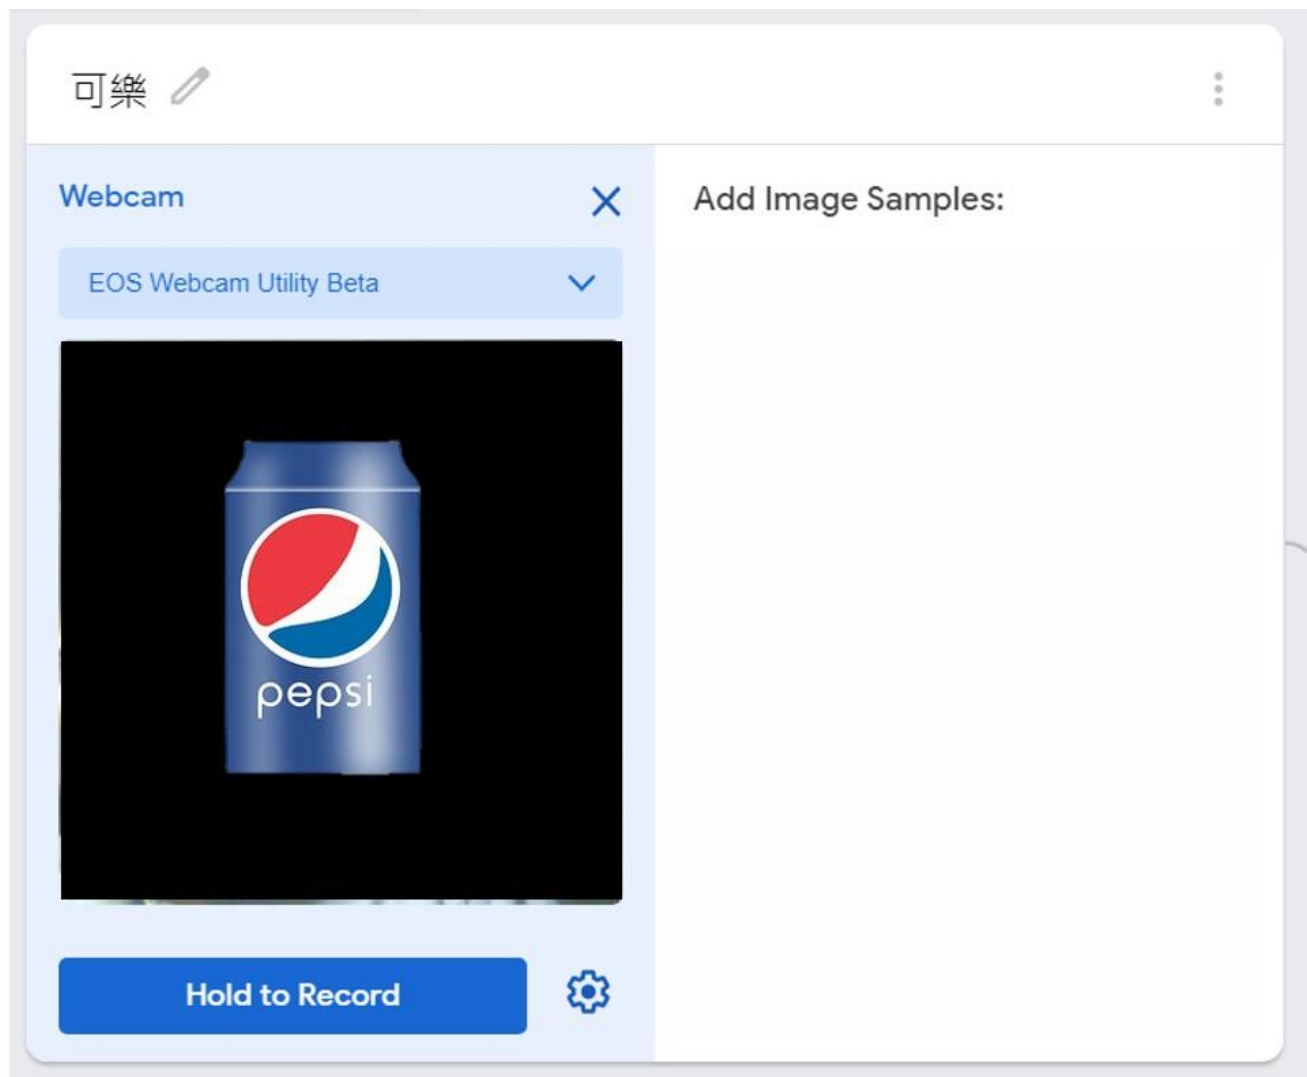 可樂
Webcam
Add Image Samples:
EOS Webcam Utility Beta
pepsi
Hold to Record